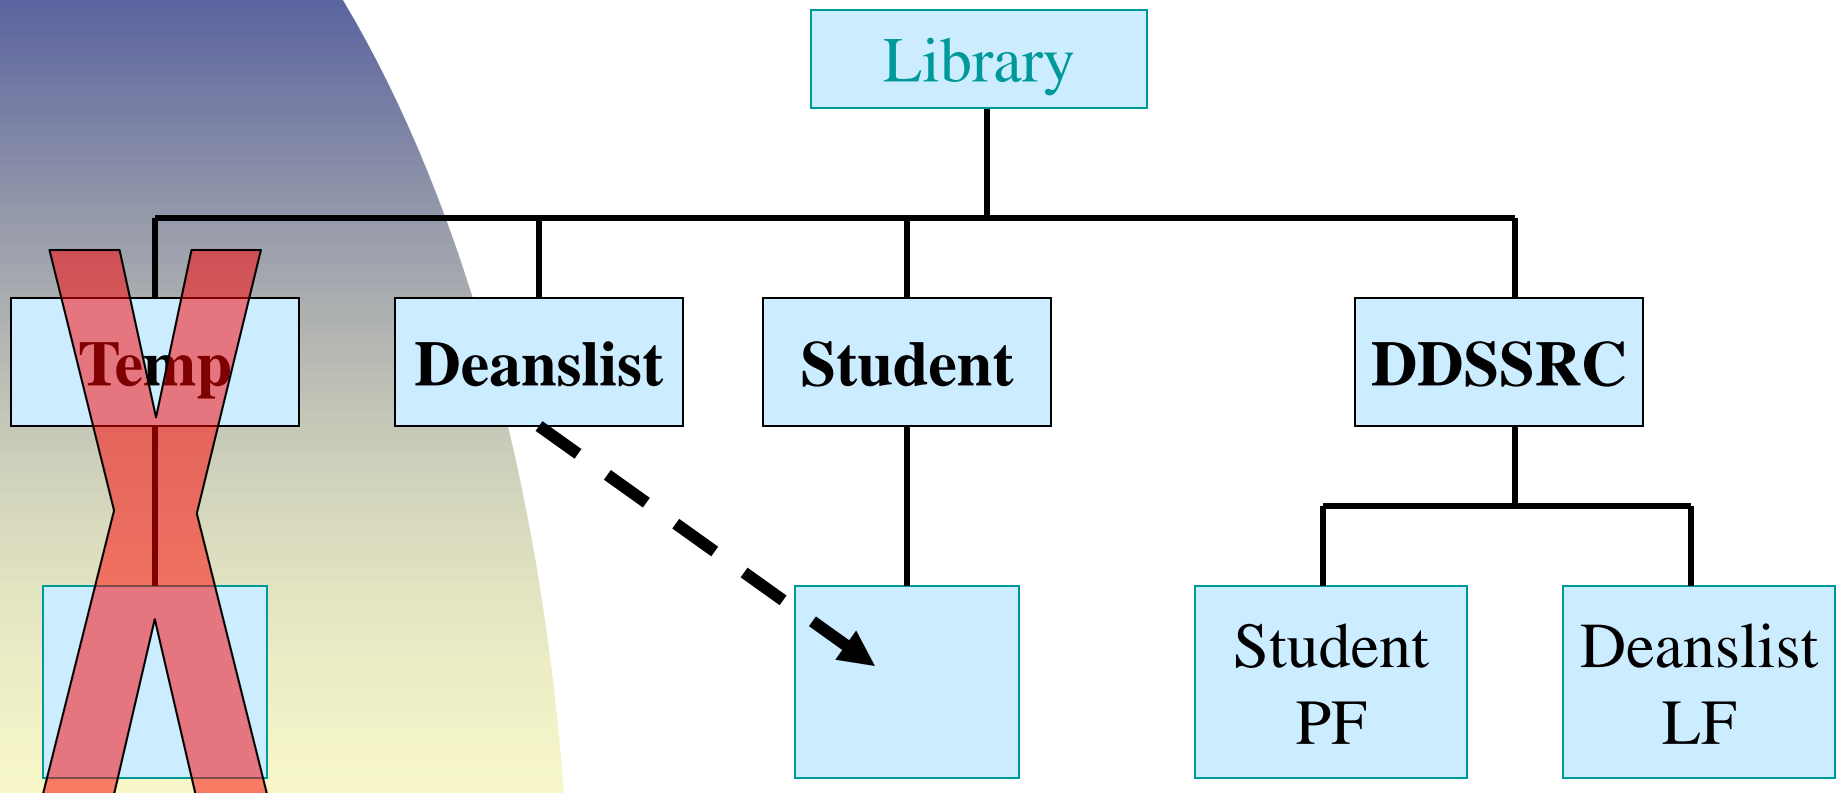 Library
Temp
Deanslist
Student
DDSSRC
Student
PF
Deanslist
LF